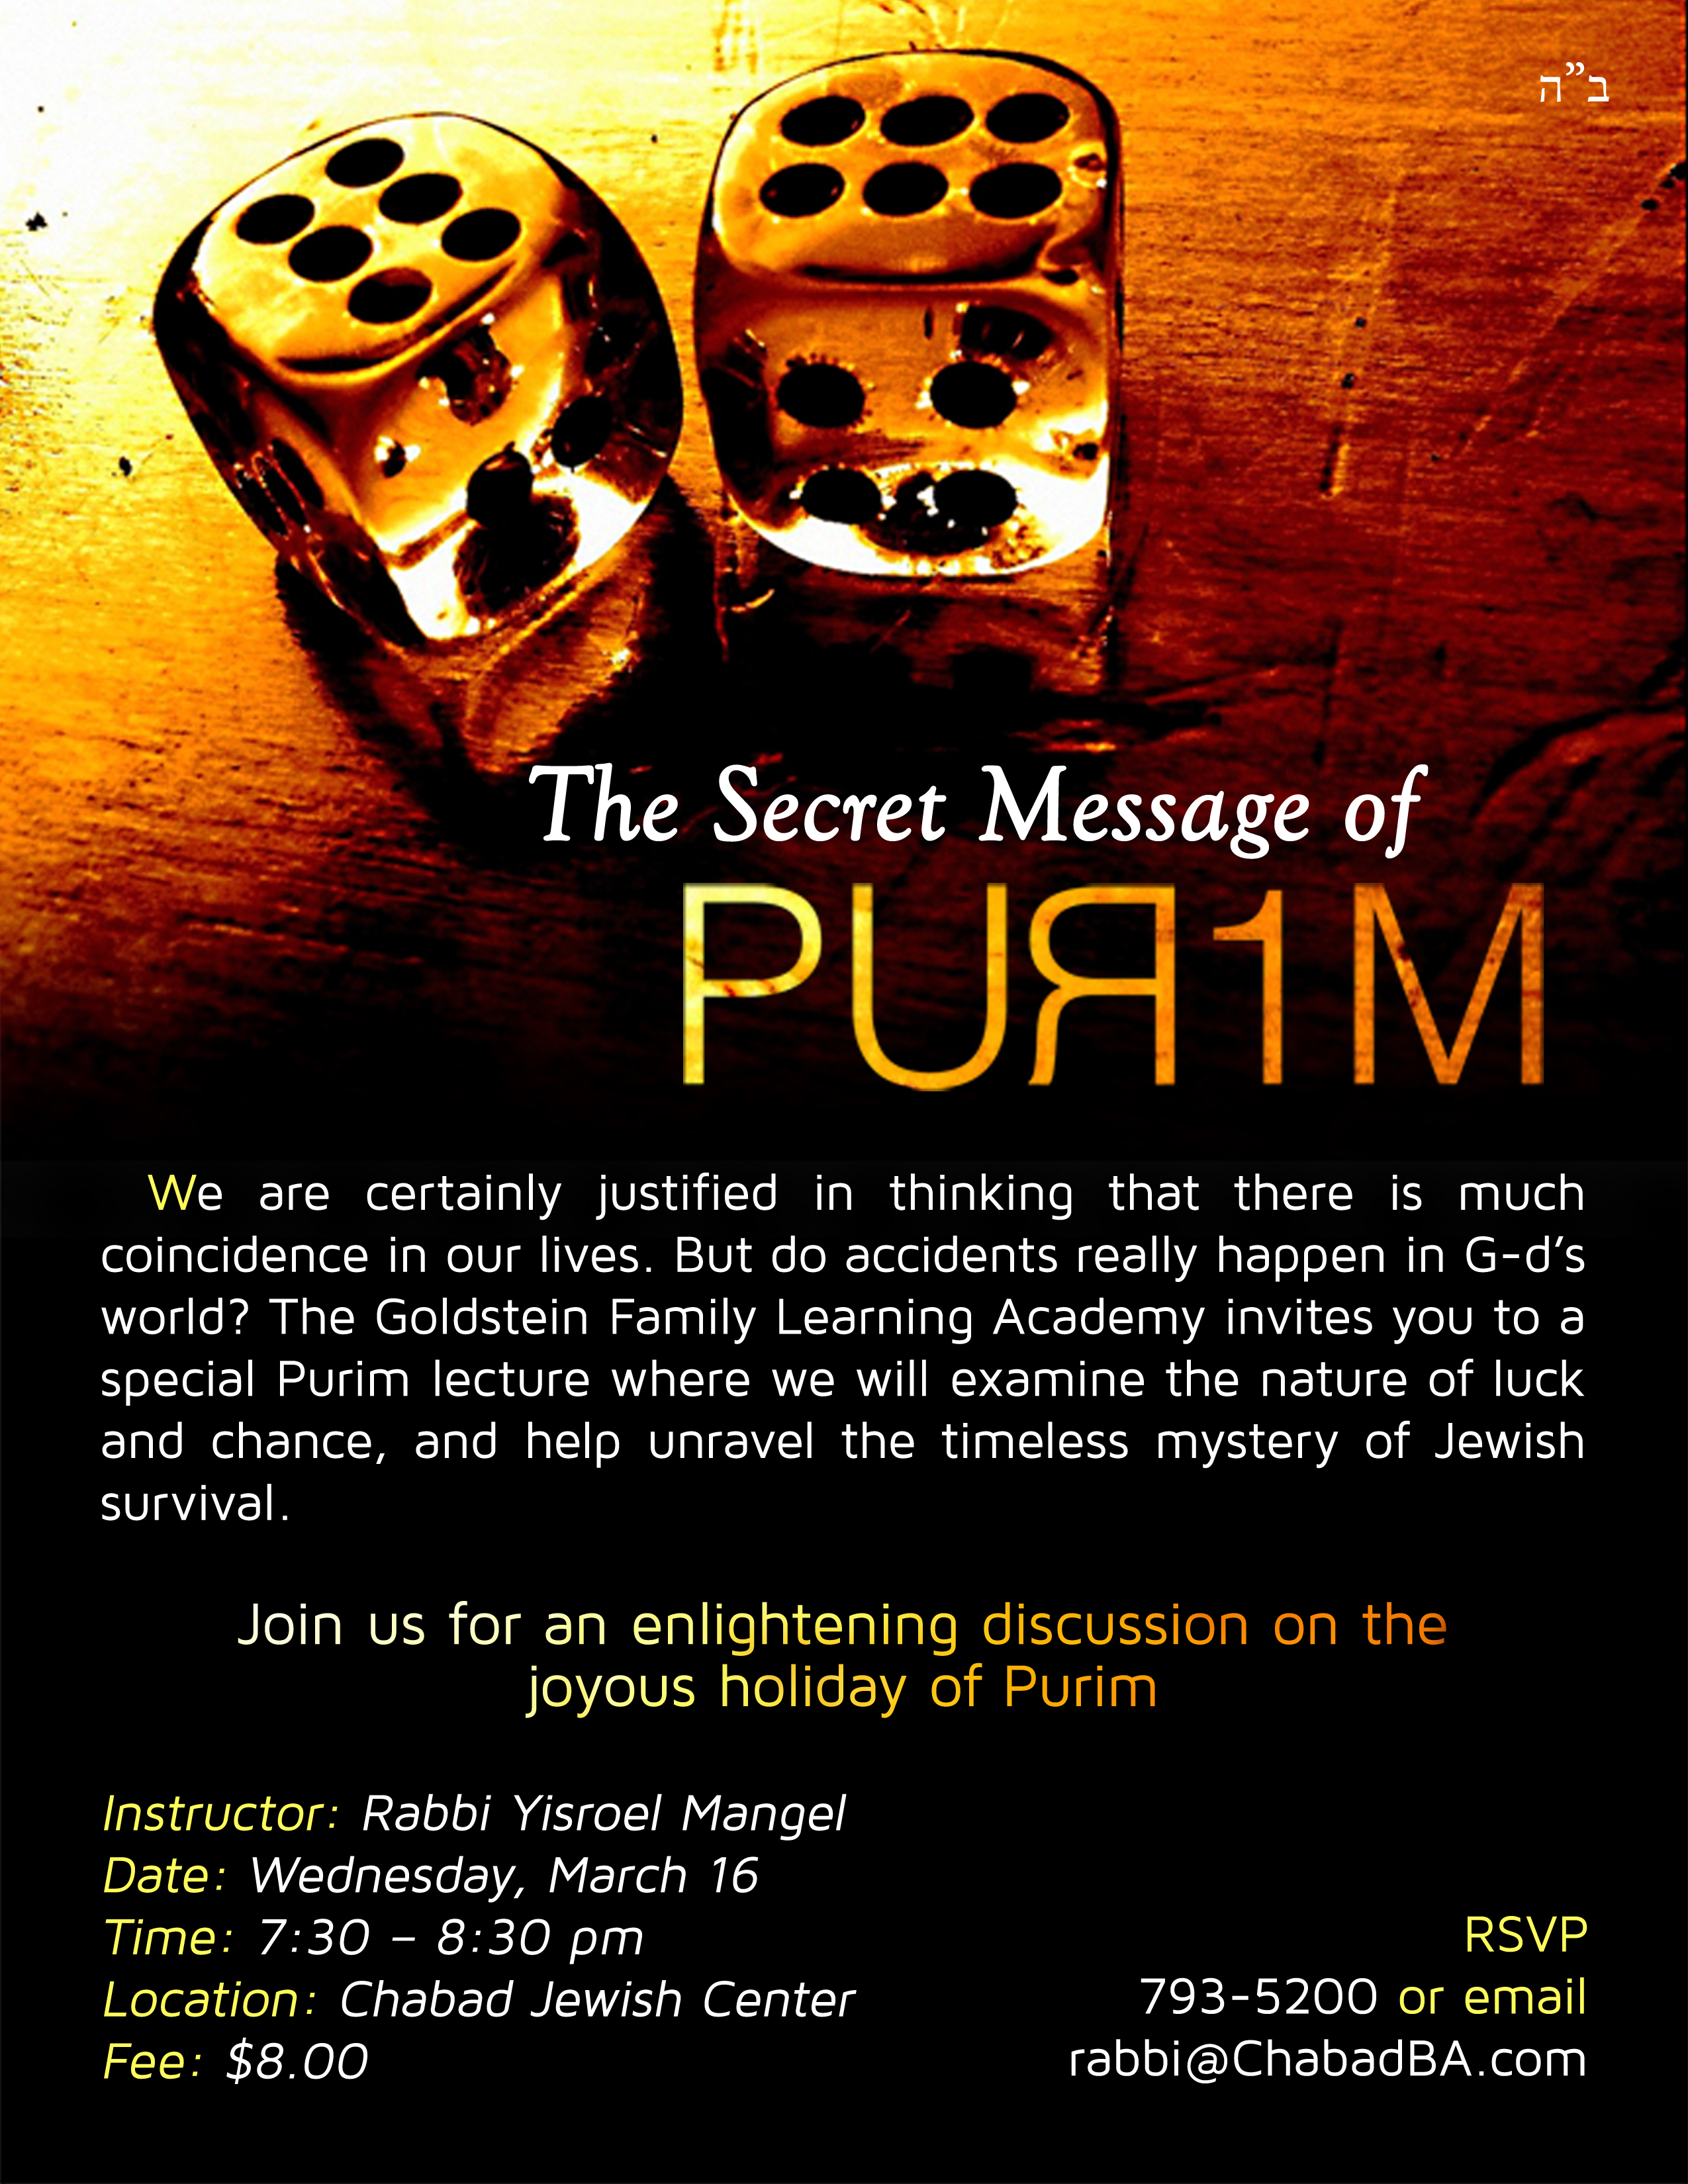 ב”ה
The Secret Message of
PUЯ1M
We are certainly justified in thinking that there is much
coincidence in our lives. But do accidents really happen in G-d’s
world? The Goldstein Family Learning Academy invites you to a
special Purim lecture where we will examine the nature of luck
and chance, and help unravel the timeless mystery of Jewish
survival.
Join us for an enlightening discussion on the
joyous holiday of Purim
Instructor: Rabbi Yisroel Mangel
Date: Wednesday, March 16
Time: 7:30 – 8:30 pm
Location: Chabad Jewish Center
Fee: $8.00
RSVP
793-5200 or email
rabbi@ChabadBA.com